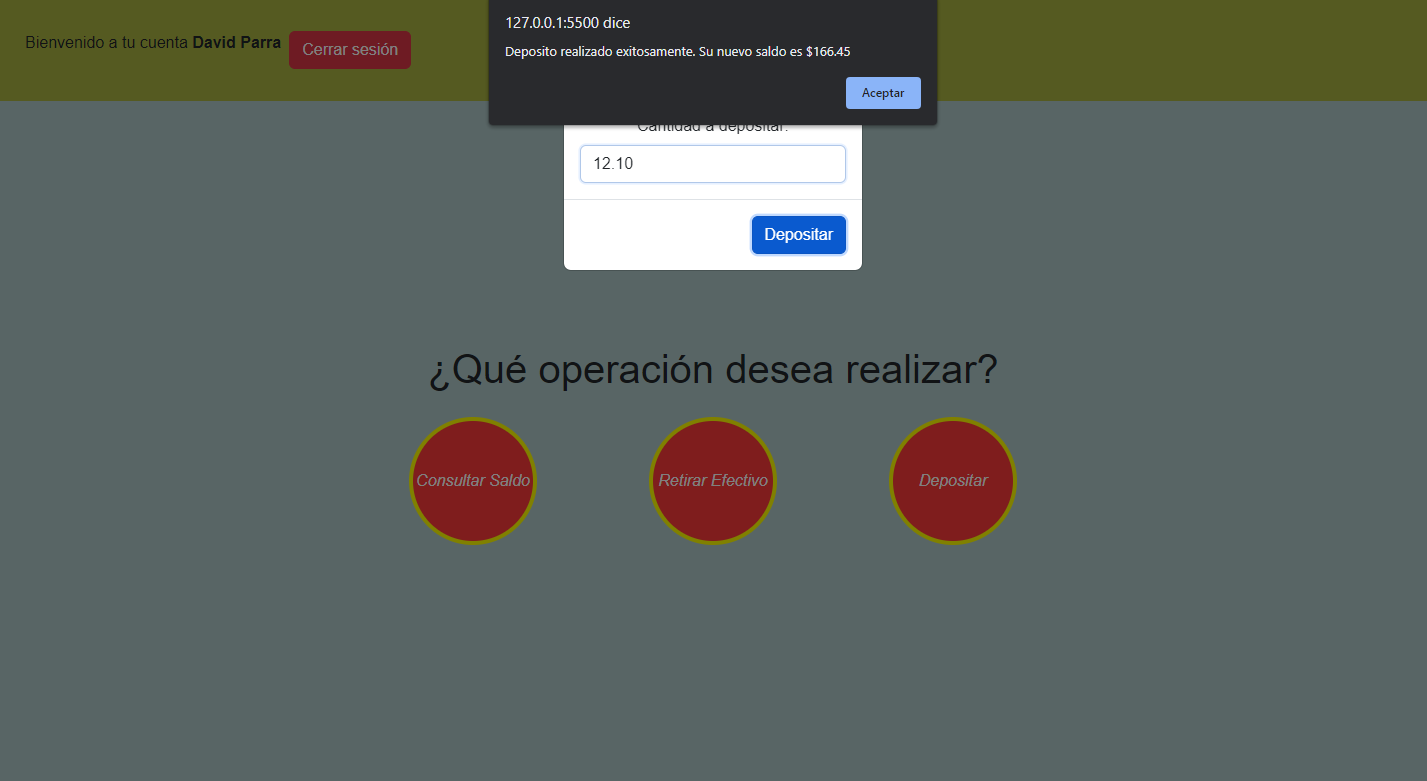 127.0.0.1:5500 dice
Deposito realizado exitosamente. Su nuevo saldo es $166.45
Aceptar
Bienvenido a tu cuenta David Parra Cerrar sesión
Cantidad a depositar:
12.10
Depositar
¿Qué operación desea realizar?
Consultar Saldo
Retirar Efectivo
Depositar